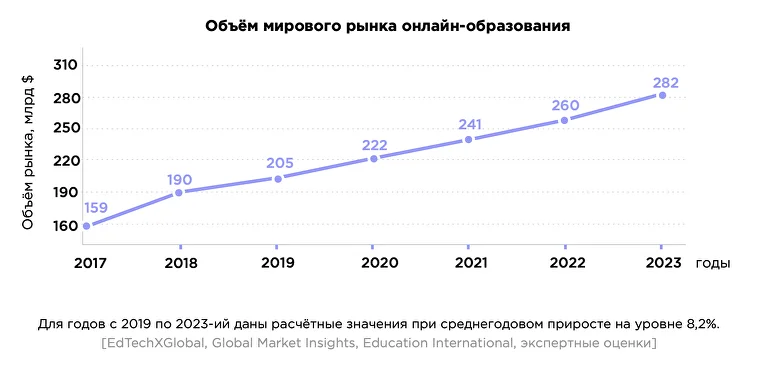 Объём мирового рынка онлайн-образования
Объём рынка, млрд $
310
280
250
220
190
160
159
190
205
222
241
260
282
2017 2018 2019 2020 2021 2022 2023 годы
Для годов с 2019 по 2023-ий даны расчётные значения при среднегодовом приросте на уровне 8,2%.
[EdTechXGlobal, Global Market Insights, Education International, экспертные оценки]